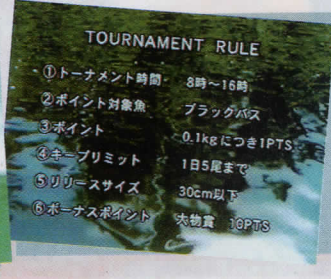 TOURNAMENT RULE
①トーナメント時間 8時〜16時
②ポイント対象魚 ブラックバス
③ポイント 0.1kgにつき1PTS
④キープリミット 1日5尾まで
⑤リリースサイズ 30cm以下
⑥ボーナスポイント 大物賞 10PTS